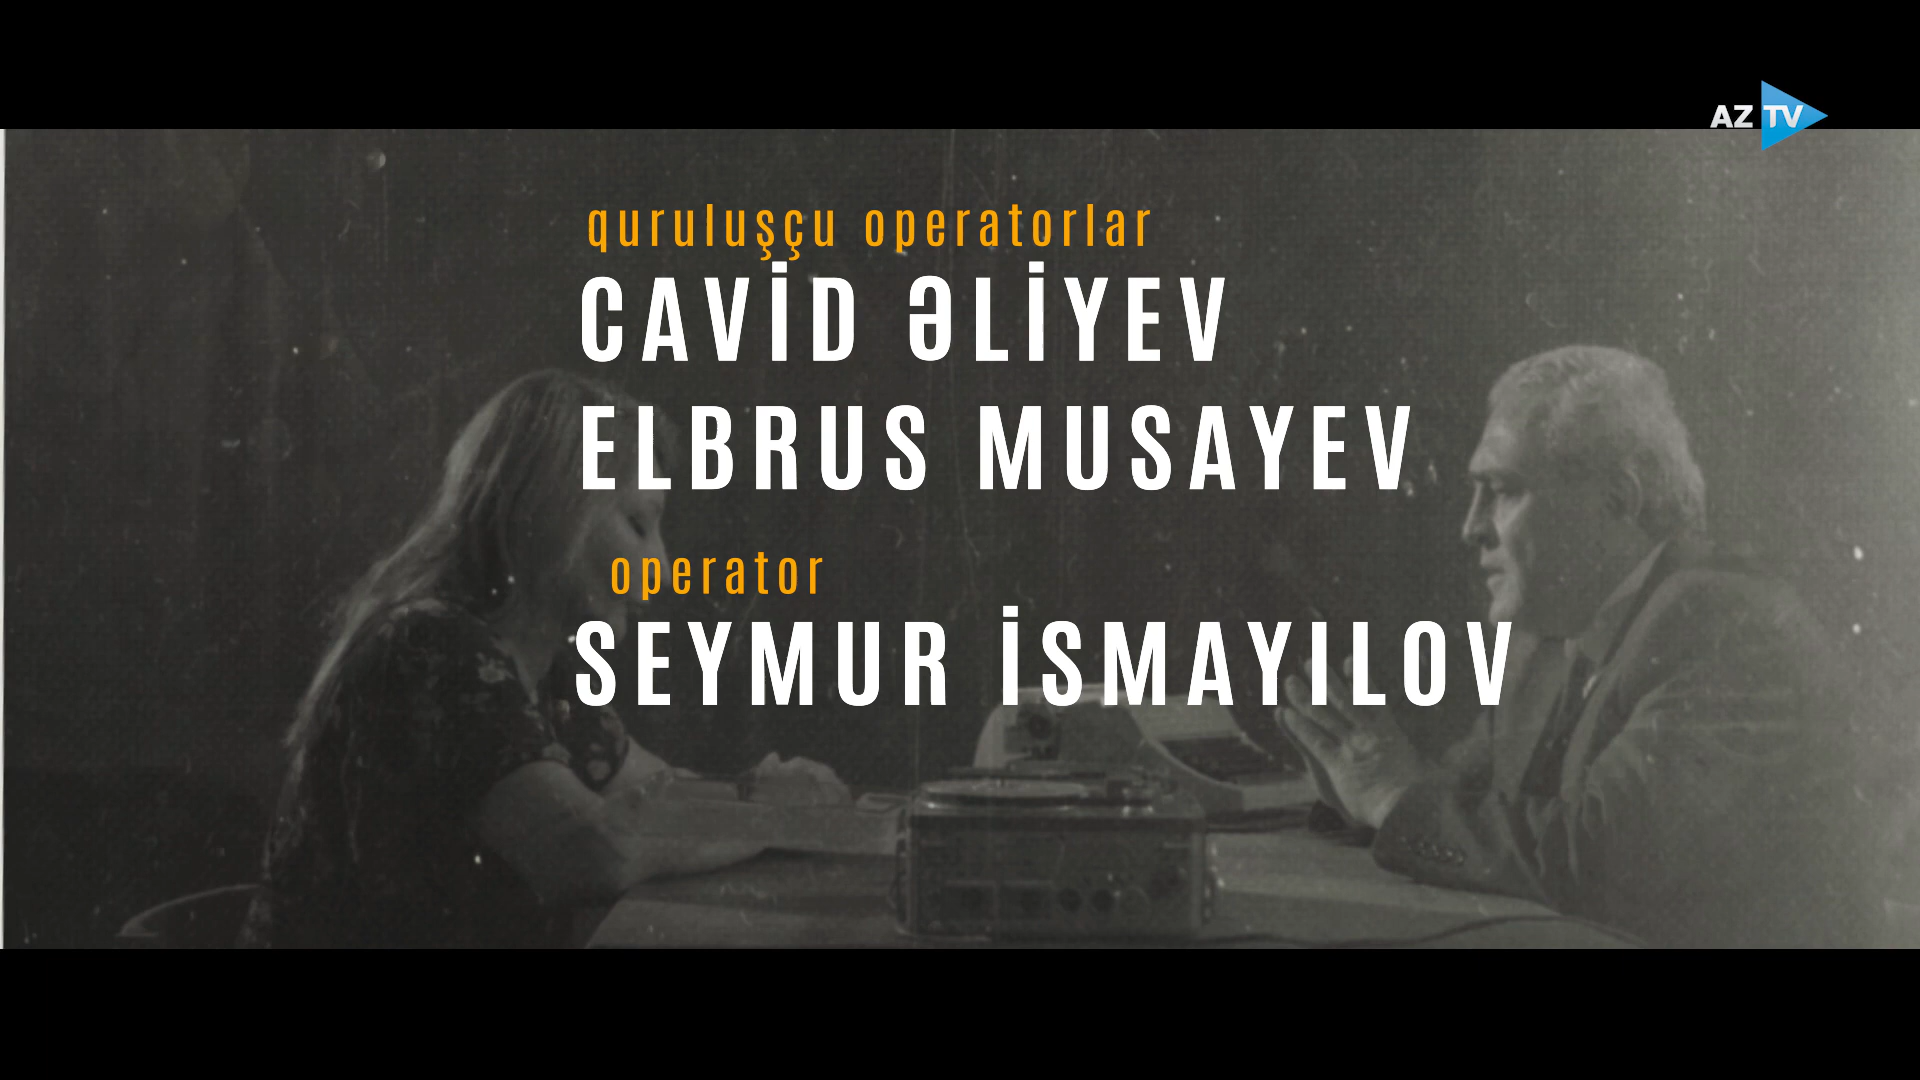 AZ TV
quruluşçu operatorlar
CAVİD ƏLİYEV
ELBRUS MUSAYEV
operator
SEYMUR İSMAYILOV